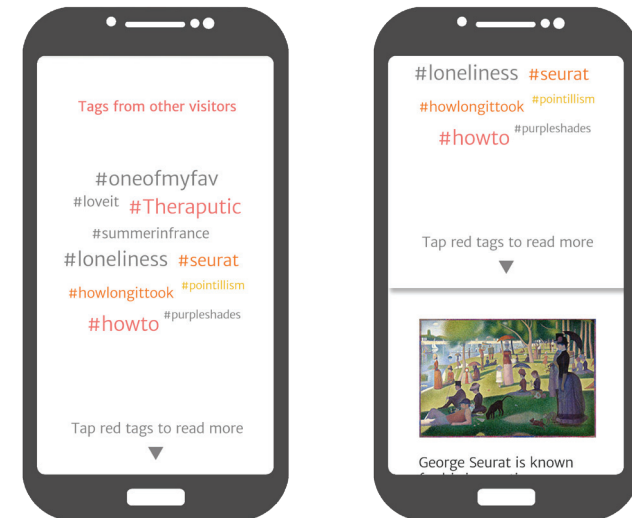 Tags from other visitors
#oneofmyfav
#loveit #Theraputic
#summerinfrance
#loneliness #seurat
#howlongittook #pointillism
#howto #purpleshades
Tap red tags to read more
#loneliness #seurat
#howlongittook #pointillism
#howto #purpleshades
Tap red tags to read more
George Seurat is known